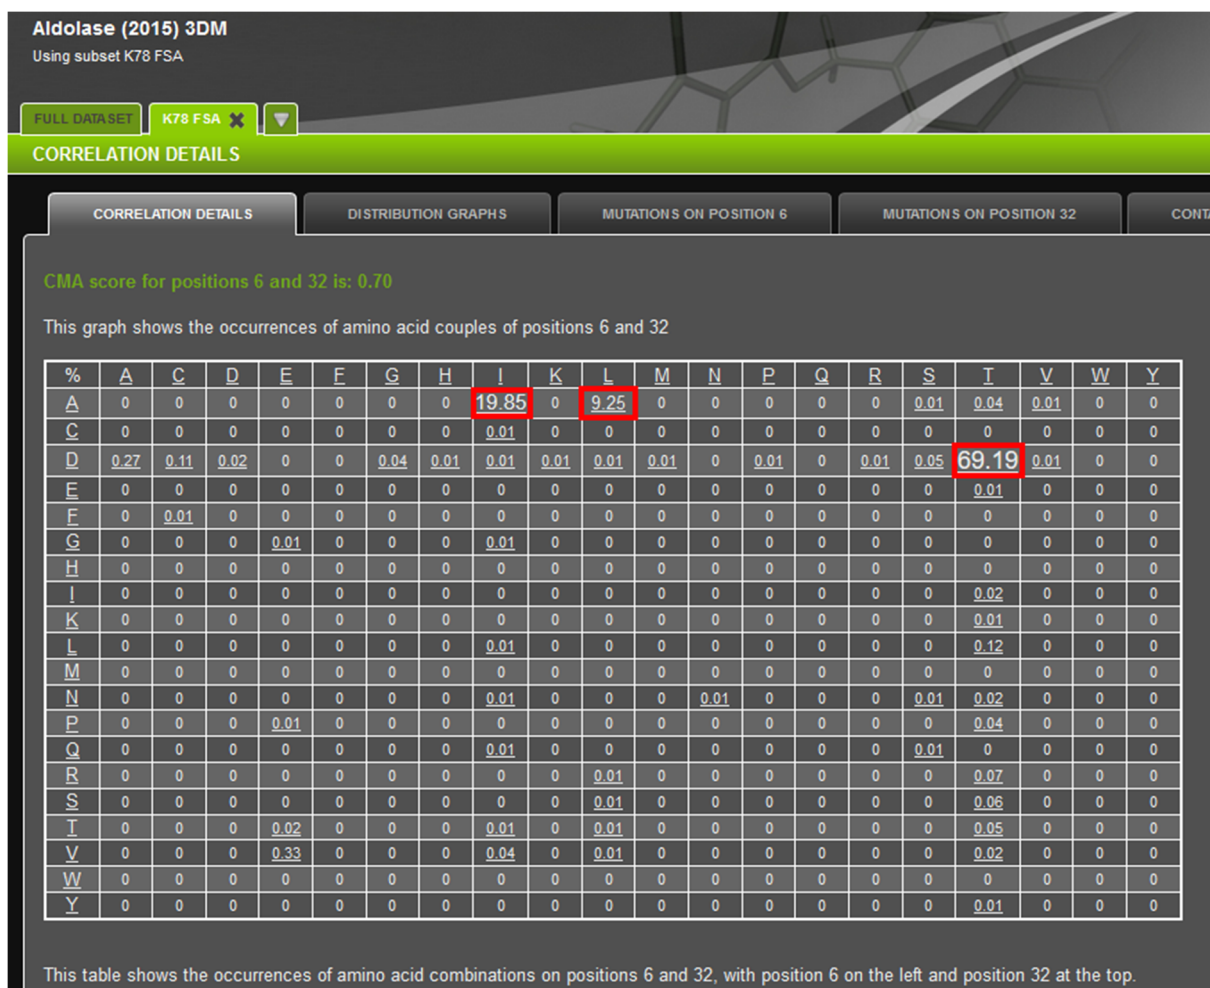 Aldolase (2015) 3DM
Using subset K78 FSA
FULL DATASET K78 FSA
CORRELATION DETAILS
CORRELATION DETAILS DISTRIBUTION GRAPHS MUTATIONS ON POSITION 6 MUTATIONS ON POSITION 32 CONTA
CMA score for positions 6 and 32 is: 0.70
This graph shows the occurrences of amino acid couples of positions 6 and 32
% A C D E F G H I K L M N P Q R S T V W Y
A 0 0 0 0 0 0 0 19.85 0 9.25 0 0 0 0 0 0.01 0.04 0.01 0 0
C 0 0 0 0 0 0 0 0.01 0 0 0 0 0 0 0 0 0 0 0 0
D 0.27 0.11 0.02 0 0 0.04 0.01 0.01 0.01 0.01 0.01 0 0.01 0 0.01 0.05 69.19 0.01 0 0
E 0 0 0 0 0 0 0 0 0 0 0 0 0 0 0 0 0.01 0 0 0
F 0 0.01 0 0 0 0 0 0 0 0 0 0 0 0 0 0 0 0 0 0
G 0 0 0 0.01 0 0 0 0.01 0 0 0 0 0 0 0 0 0 0 0 0
H 0 0 0 0 0 0 0 0 0 0 0 0 0 0 0 0 0 0 0 0
I 0 0 0 0 0 0 0 0 0 0 0 0 0 0 0 0 0.02 0 0 0
K 0 0 0 0 0 0 0 0 0 0 0 0 0 0 0 0 0.01 0 0 0
L 0 0 0 0 0 0 0 0.01 0 0 0 0 0 0 0 0 0.12 0 0 0
M 0 0 0 0 0 0 0 0 0 0 0 0 0 0 0 0 0 0 0 0
N 0 0 0 0 0 0 0 0.01 0 0 0 0.01 0 0 0 0.01 0.02 0 0 0
P 0 0 0 0.01 0 0 0 0 0 0 0 0 0 0 0 0 0.04 0 0 0
Q 0 0 0 0 0 0 0 0.01 0 0 0 0 0 0 0 0.01 0 0 0 0
R 0 0 0 0 0 0 0 0 0 0.01 0 0 0 0 0 0 0.07 0 0 0
S 0 0 0 0 0 0 0 0 0 0.01 0 0 0 0 0 0 0.06 0 0 0
T 0 0 0 0.02 0 0 0 0.01 0 0.01 0 0 0 0 0 0 0.05 0 0 0
V 0 0 0 0.33 0 0 0 0.04 0 0.01 0 0 0 0 0 0 0.02 0 0 0
W 0 0 0 0 0 0 0 0 0 0 0 0 0 0 0 0 0 0 0 0
Y 0 0 0 0 0 0 0 0 0 0 0 0 0 0 0 0 0.01 0 0 0
This table shows the occurrences of amino acid combinations on positions 6 and 32, with position 6 on the left and position 32 at the top.